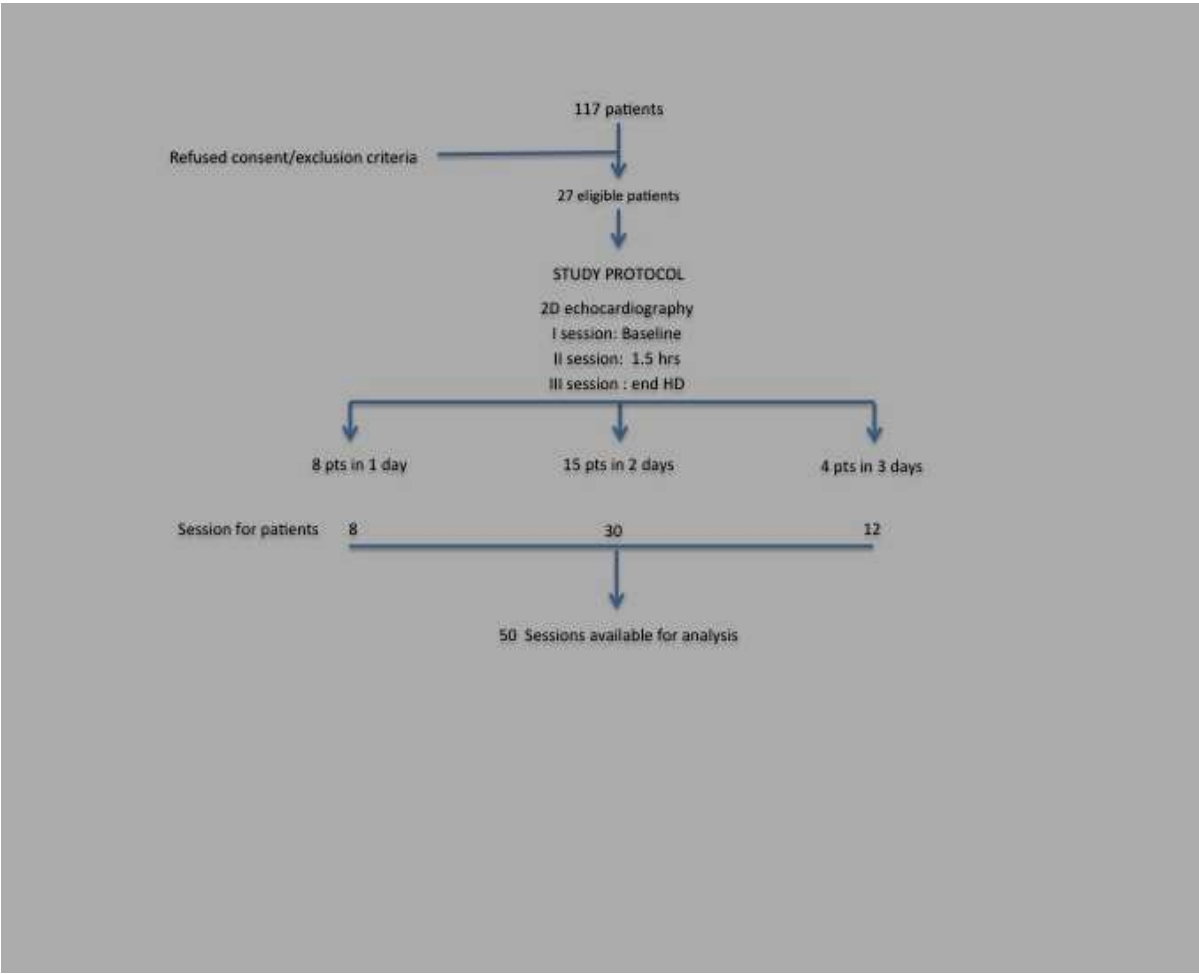 117 patients
Refused consent/exclusion criteria
27 eligible patients
STUDY PROTOCOL
2D echocardiography
I session: Baseline
II session: 1.5 hrs
III session : end HD
8 pts in 1 day
15 pts in 2 days
4 pts in 3 days
Session for patients 8 30 12
50 Sessions available for analysis